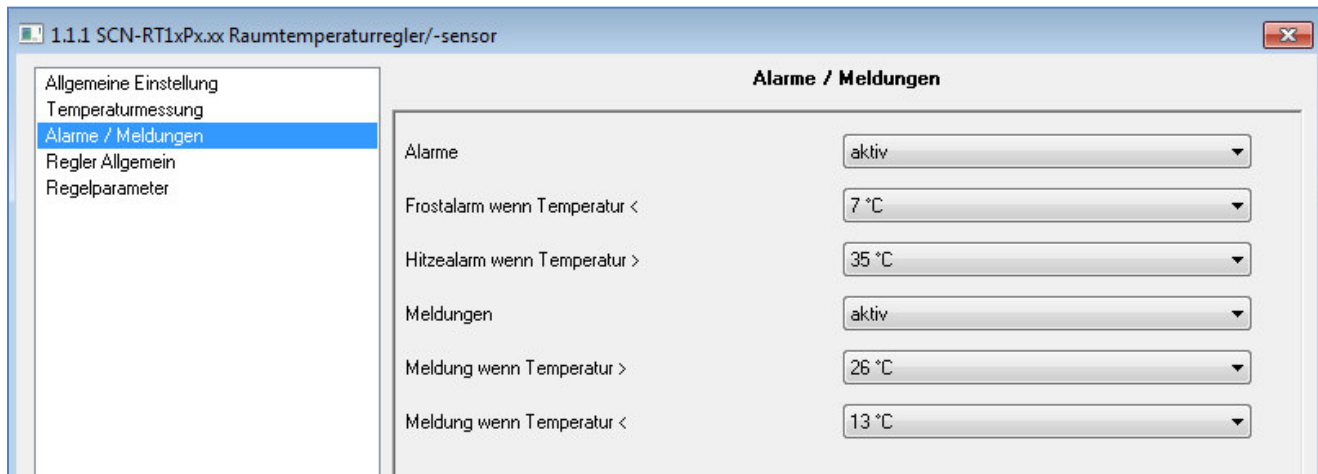 1.1.1 SCN-RT1xPx.xx Raumtemperaturregler/-sensor
Allgemeine Einstellung
Temperaturmessung
Alarme / Meldungen
Regler Allgemein
Regelparameter
Alarme / Meldungen
Alarme aktiv
Frostalarm wenn Temperatur < 7 °C
Hitzealarm wenn Temperatur > 35 °C
Meldungen aktiv
Meldung wenn Temperatur > 26 °C
Meldung wenn Temperatur < 13 °C